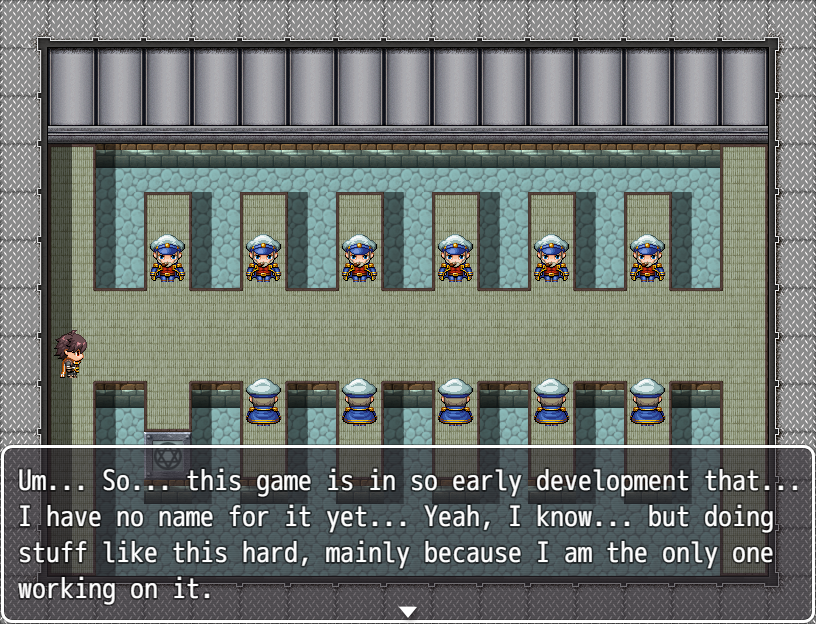 Um... So... this game is in so early development that...
I have no name for it yet... Yeah, I know... but doing
stuff like this hard, mainly because I am the only one
working on it.